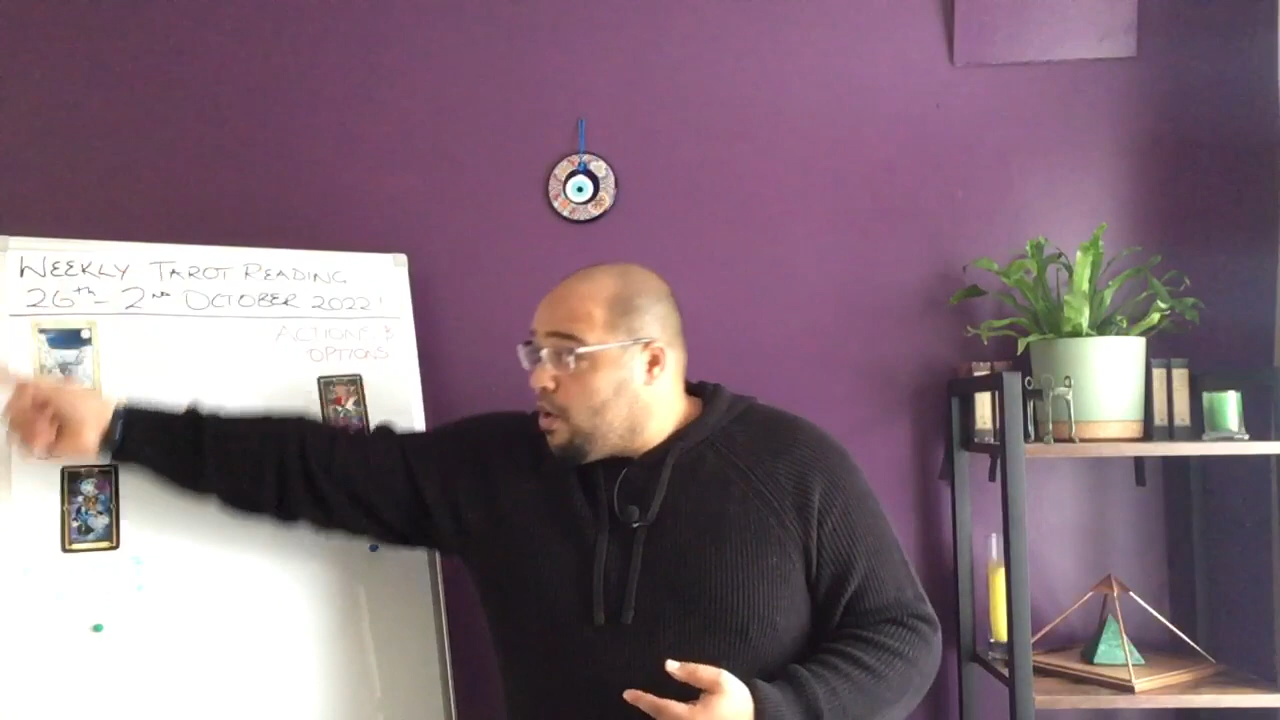 WEEKLY TAROT READING
26th - 2nd OCTOBER 2022!
ACTIONS &
OPTIONS